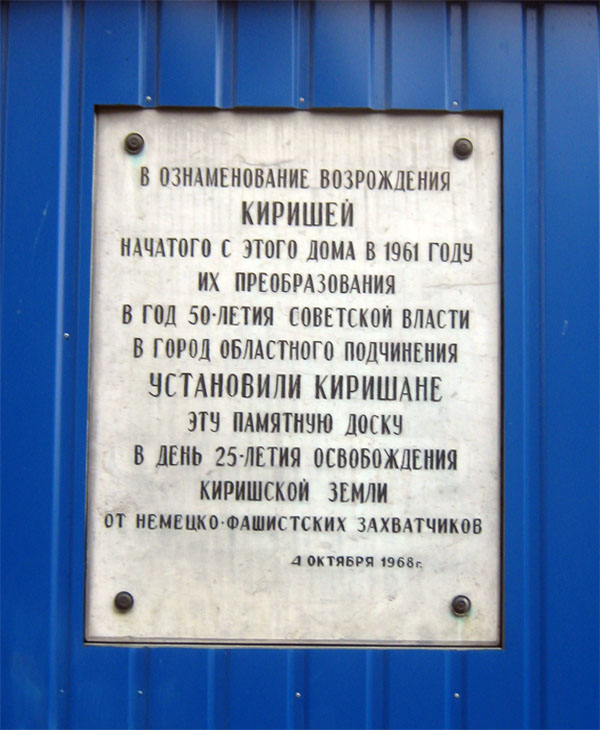 В ОЗНАМЕНОВАНИЕ ВОЗРОЖДЕНИЯ
КИРИШЕЙ
НАЧАТОГО С ЭТОГО ДОМА В 1961 ГОДУ
ИХ ПРЕОБРАЗОВАНИЯ
В ГОД 50-ЛЕТИЯ СОВЕТСКОЙ ВЛАСТИ
В ГОРОД ОБЛАСТНОГО ПОДЧИНЕНИЯ
УСТАНОВИЛИ КИРИШАНЕ
ЭТУ ПАМЯТНУЮ ДОСКУ
В ДЕНЬ 25-ЛЕТИЯ ОСВОБОЖДЕНИЯ
КИРИШСКОЙ ЗЕМЛИ
ОТ НЕМЕЦКО-ФАШИСТСКИХ ЗАХВАТЧИКОВ
4 ОКТЯБРЯ 1968г.